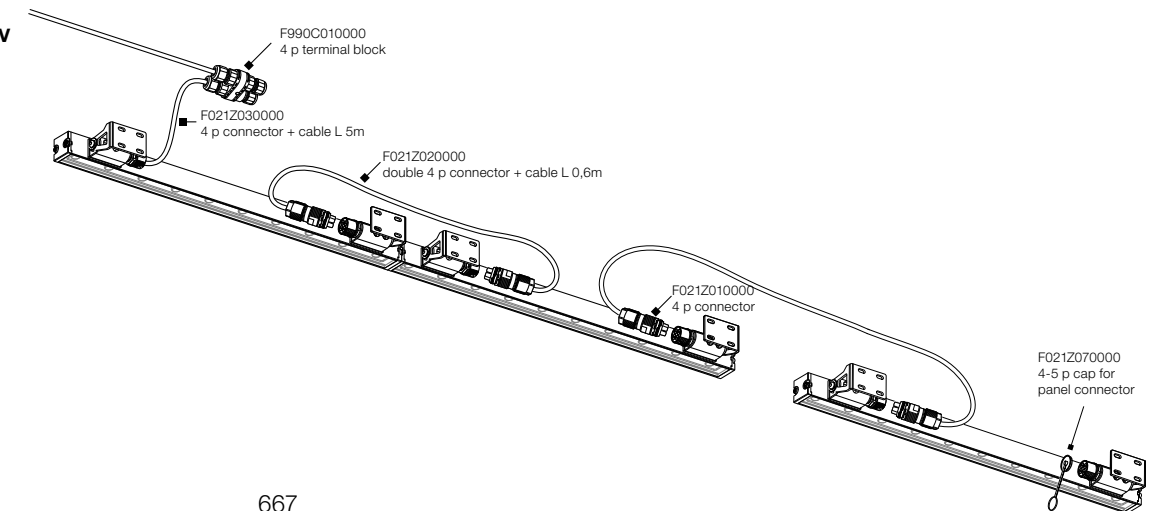 v
F990C010000
4 p terminal block
F021Z030000
4 p connector + cable L 5m
F021Z020000
double 4 p connector + cable L 0,6m
F021Z010000
4 p connector
F021Z070000
4-5 p cap for
panel connector
667